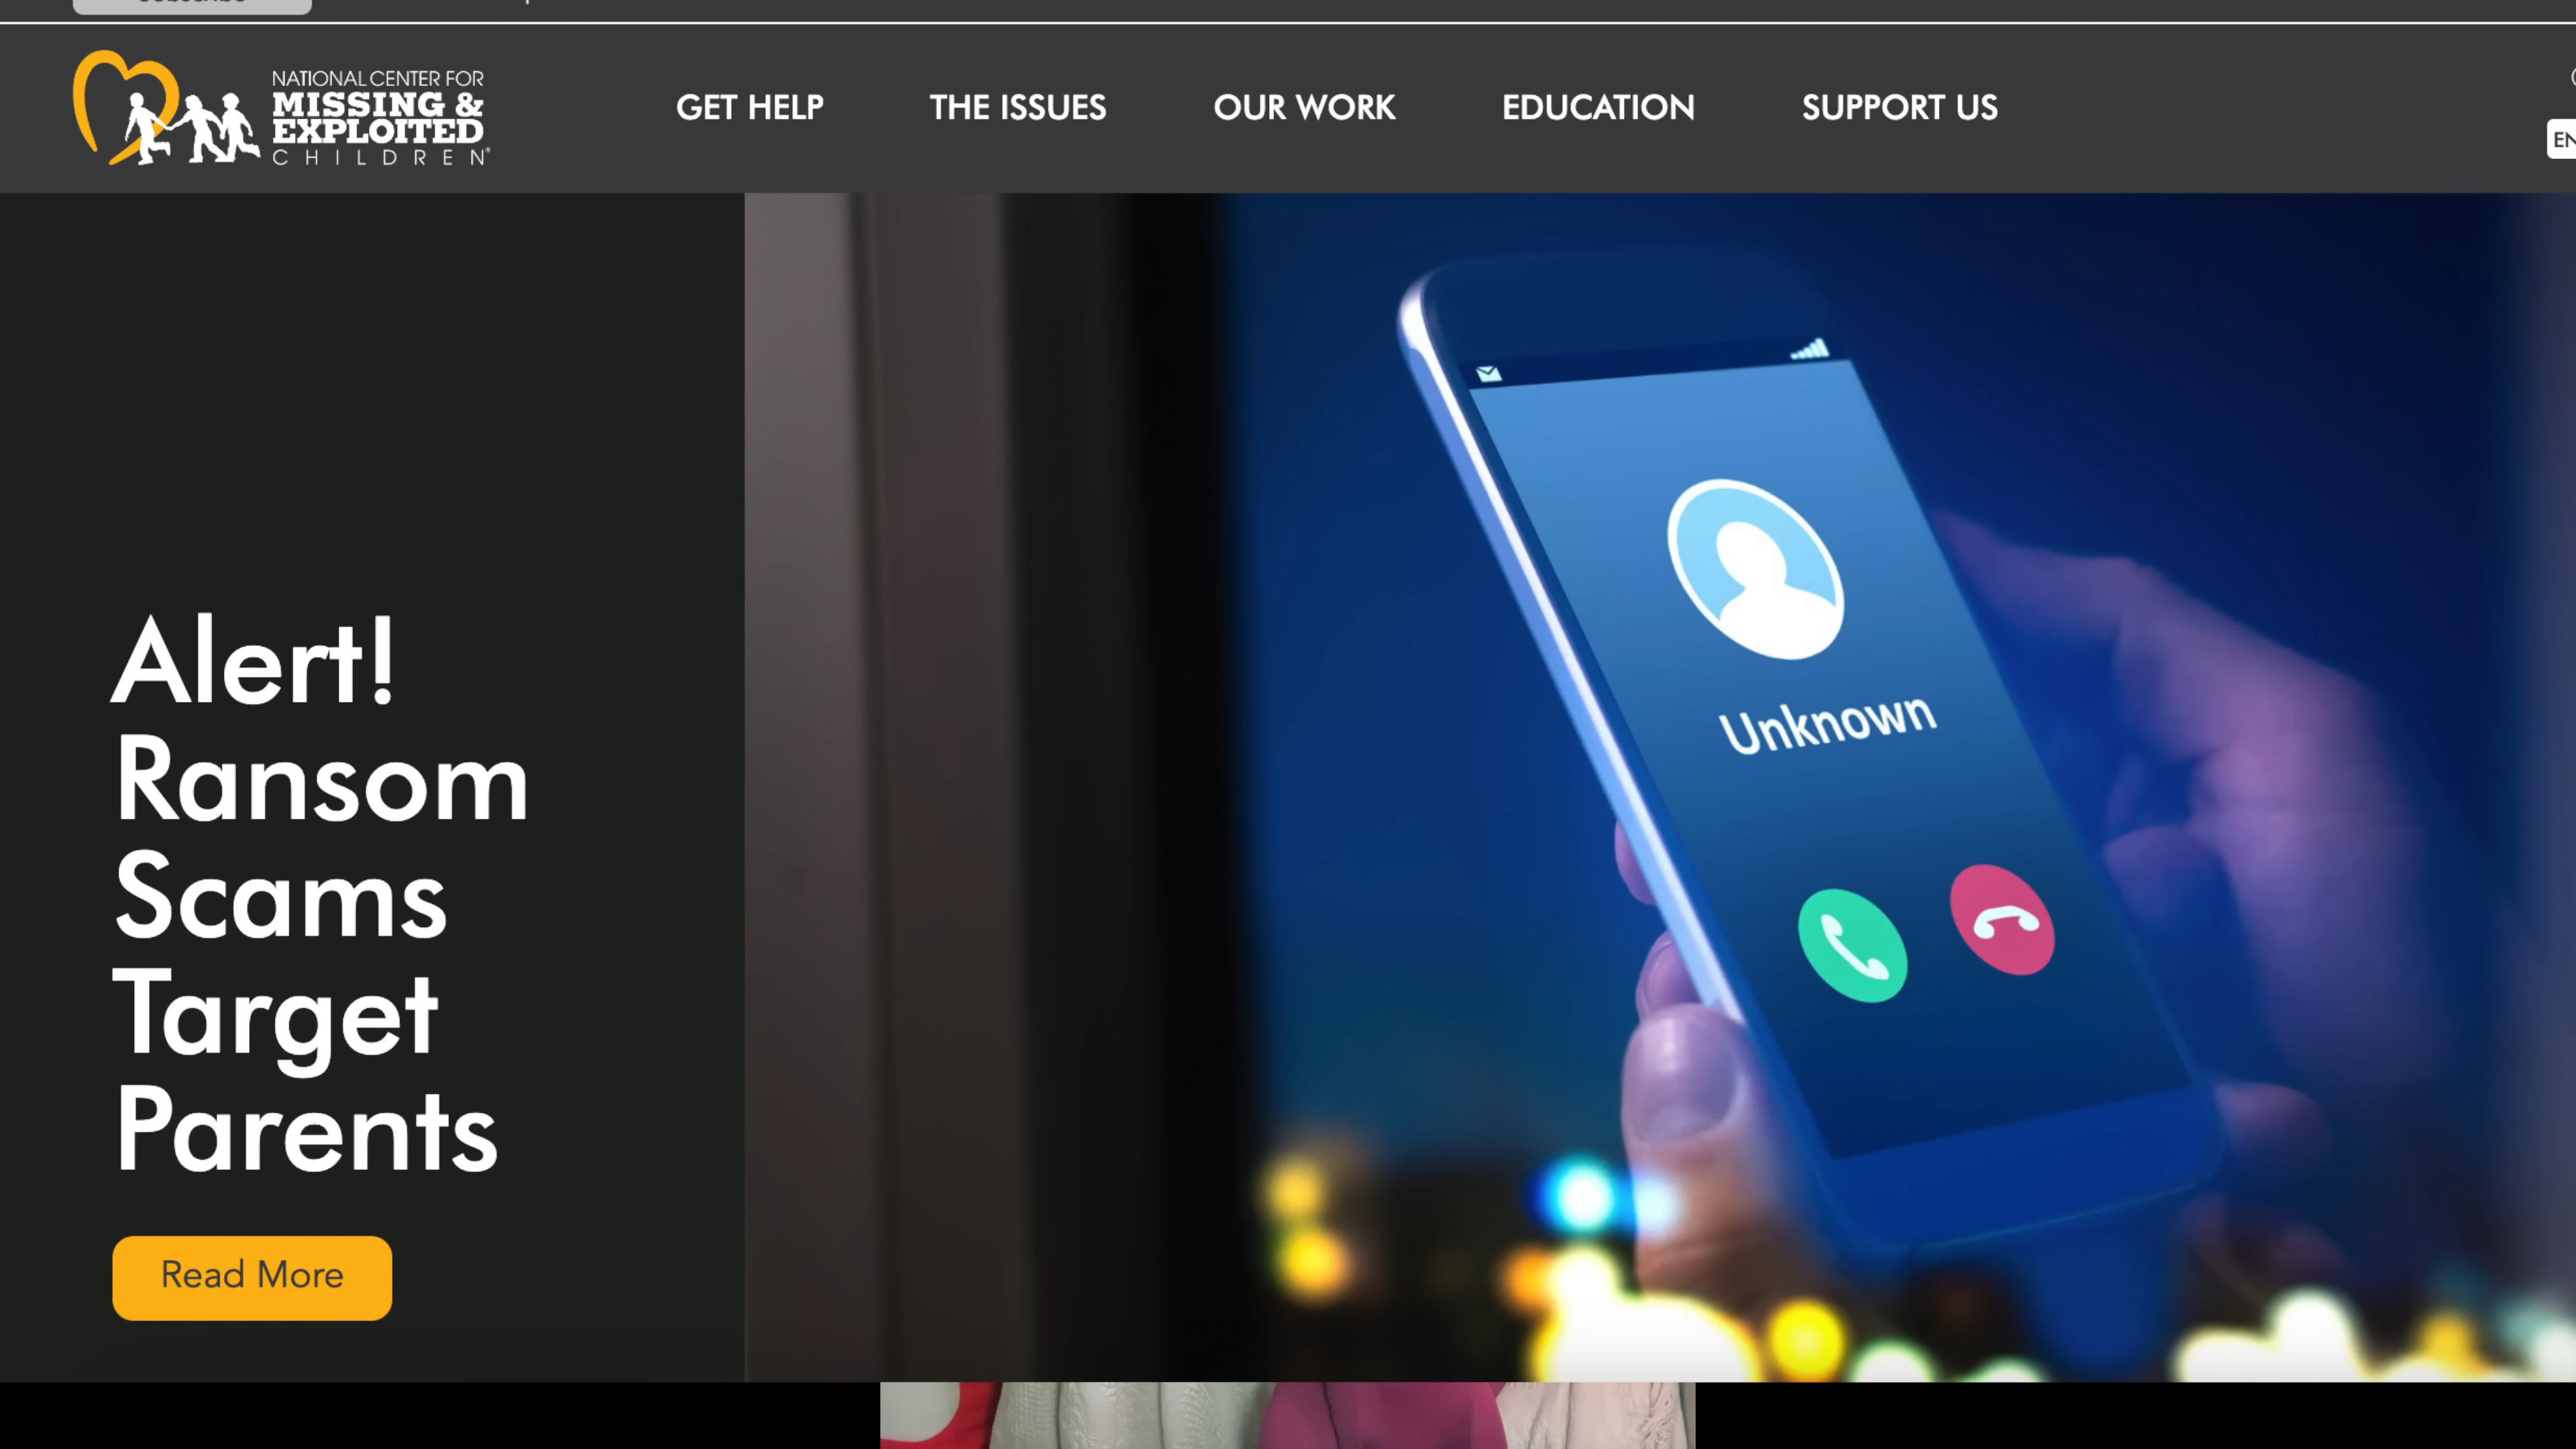 NATIONAL CENTER FOR
MISSING &
EXPLOITED
CHILDREN®
GET HELP
THE ISSUES
OUR WORK
EDUCATION
SUPPORT US
Alert!
Ransom
Scams
Target
Parents
Read More
Unknown